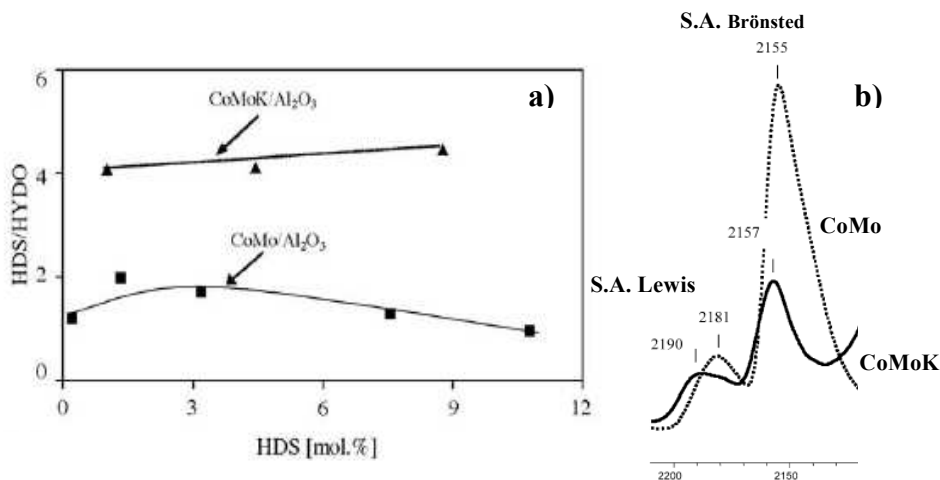 6
a)
CoMoK/Al₂O₃
4
HDS/HYDO
CoMo/Al₂O₃
2
0
0 3 6 9 12
HDS [mol.%]
S.A. Brönsted
2155
b)
2157
CoMo
S.A. Lewis
2181
2190
CoMoK
2200 2150